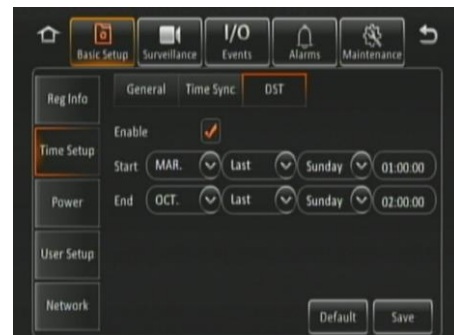 Basic Setup
Surveillance
I/O
Events
Alarms
Maintenance
Reg Info
Time Setup
Power
User Setup
Network
General Time Sync DST
Enable
Start MAR. Last Sunday 01:00:00
End OCT. Last Sunday 02:00:00
Default Save